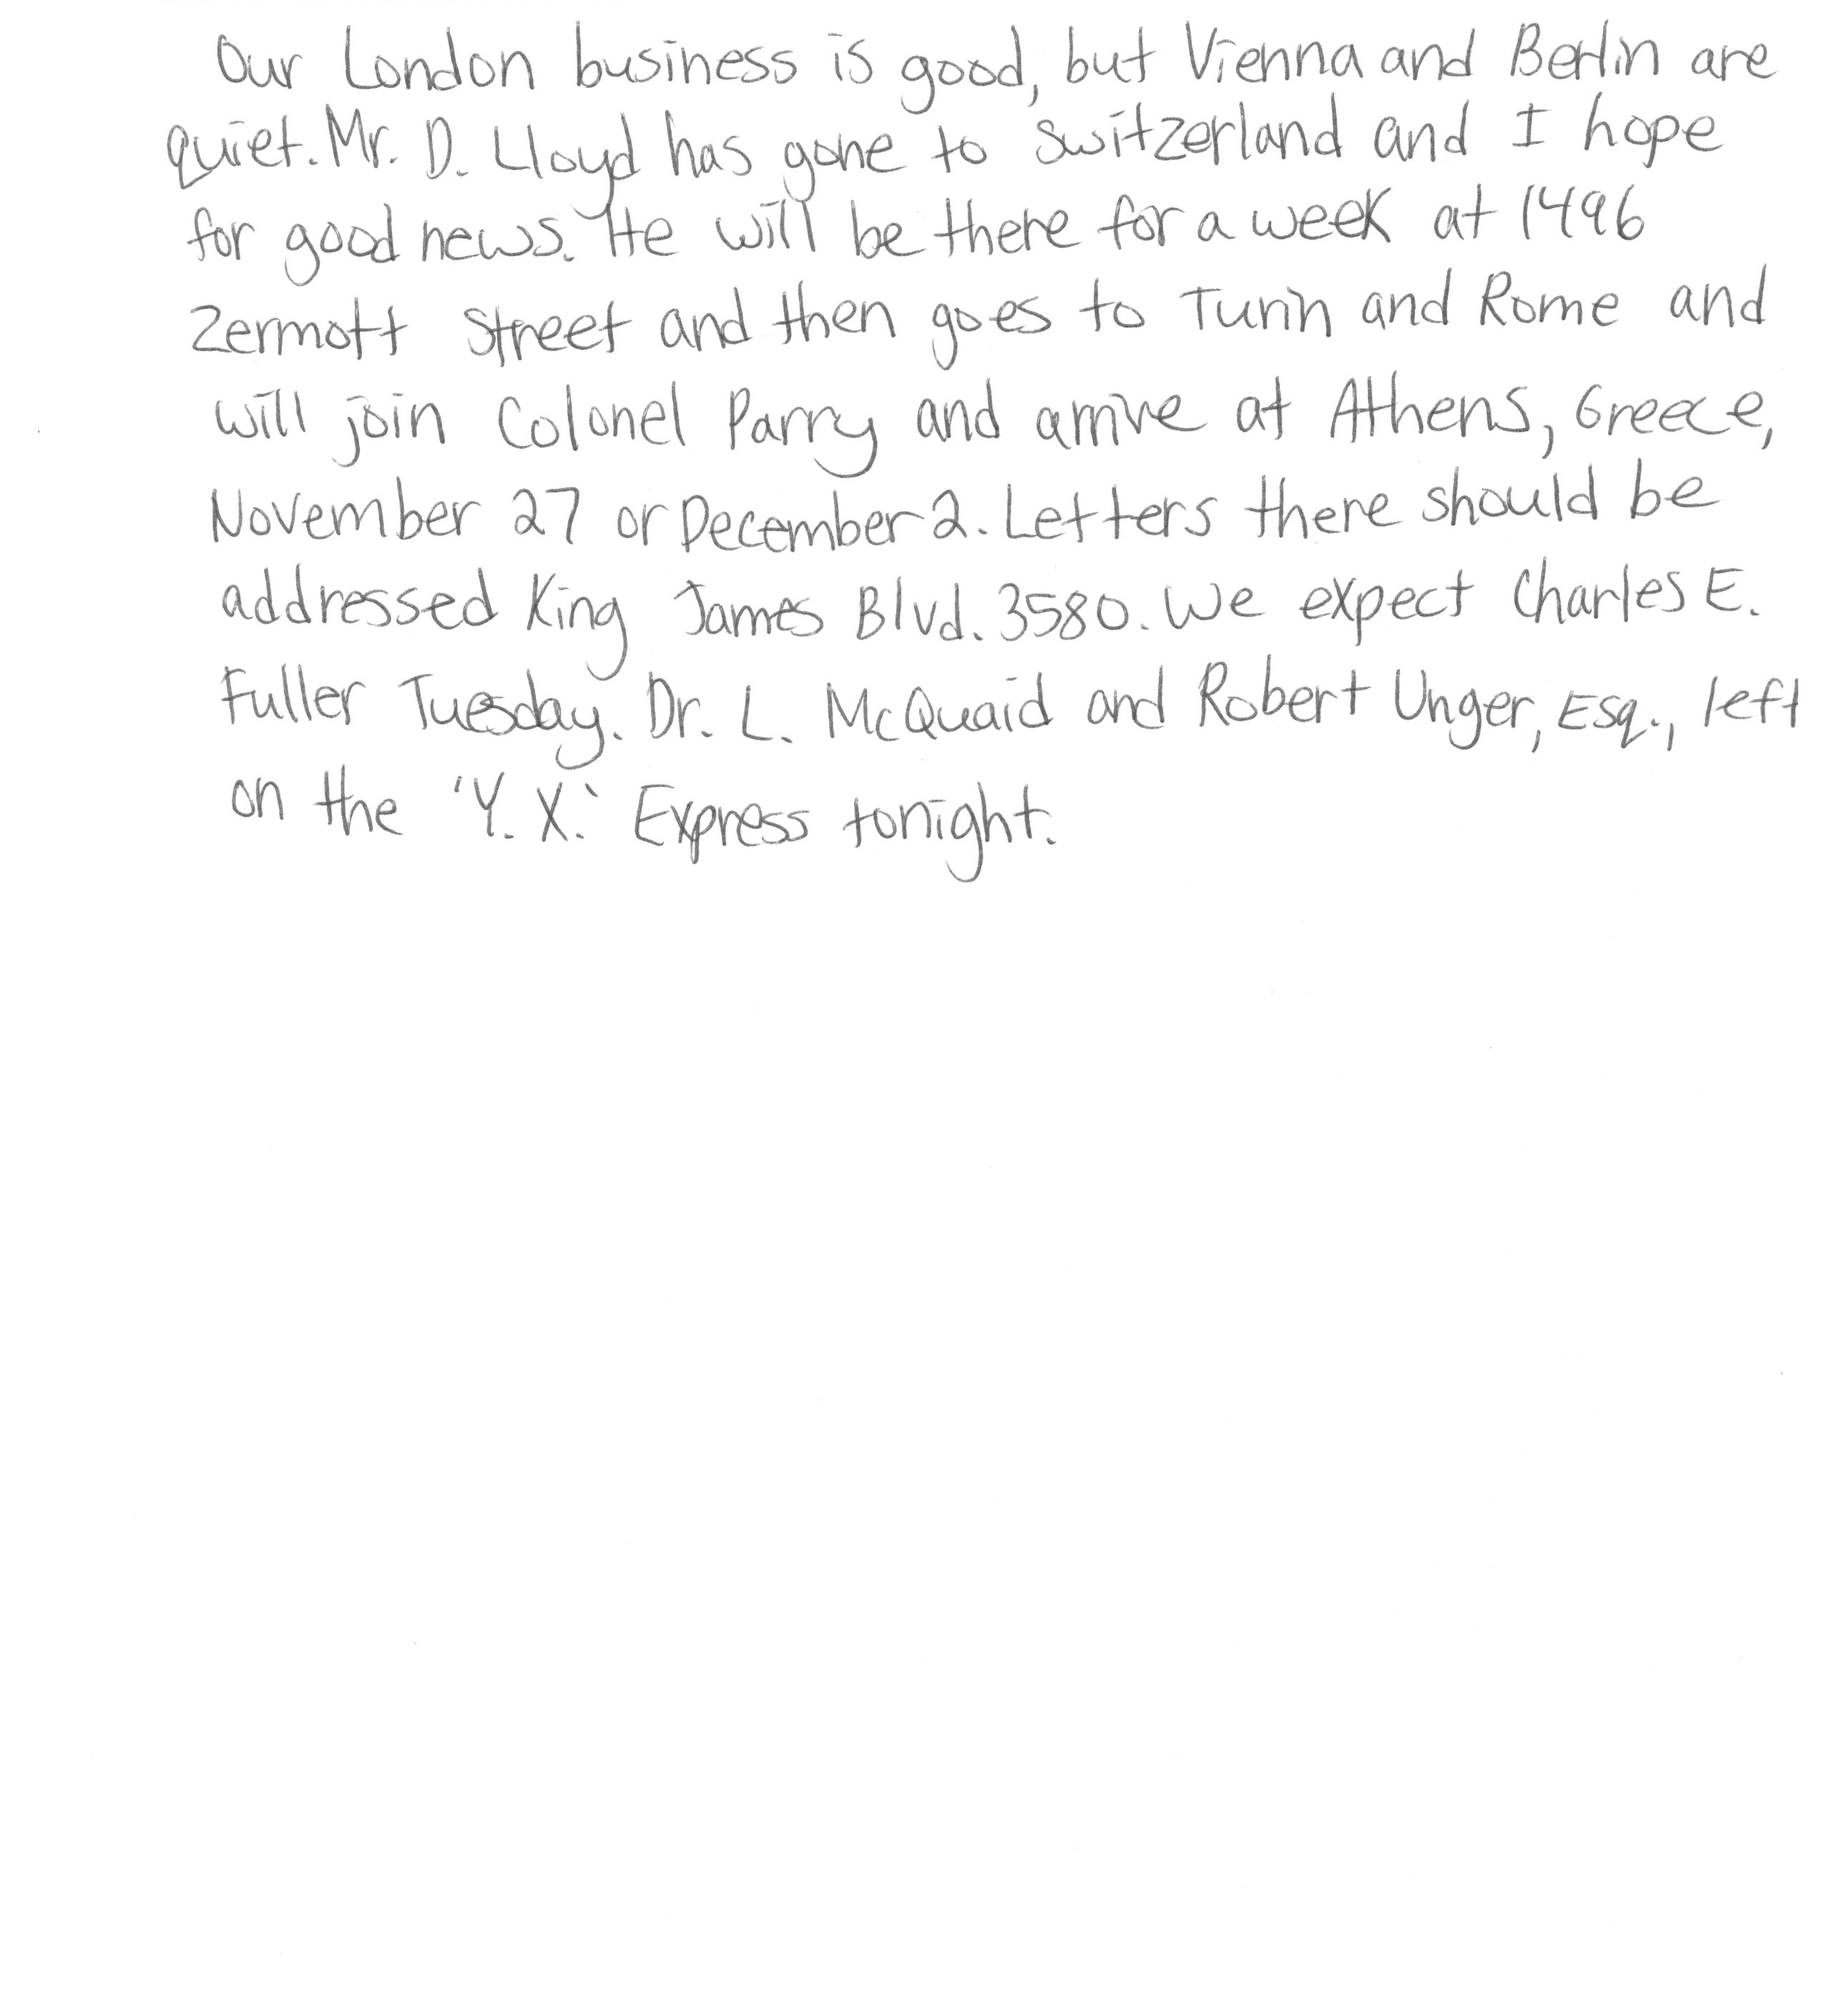 Our London business is good, but Vienna and Berlin are
quiet. Mr. D. Lloyd has gone to Switzerland and I hope
for good news. He will be there for a week at 1496
Zermott Street and then goes to Turin and Rome and
will join Colonel Parry and arrive at Athens, Greece,
November 27 or December 2. Letters there should be
addressed King James Blvd. 3580. We expect Charles E.
Fuller Tuesday. Dr. L. McQuaid and Robert Unger, Esq., left
on the 'Y. X.' Express tonight.